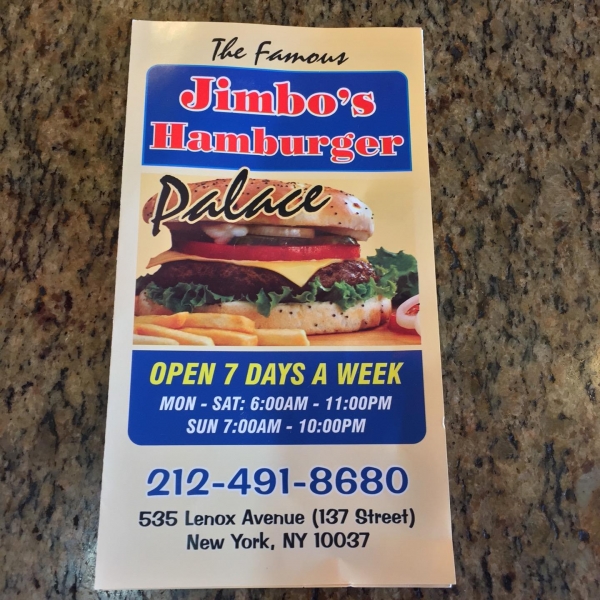 The Famous
Jimbo's
Hamburger
Palace
OPEN 7 DAYS A WEEK
MON - SAT: 6:00AM - 11:00PM
SUN 7:00AM - 10:00PM
212-491-8680
535 Lenox Avenue (137 Street)
New York, NY 10037